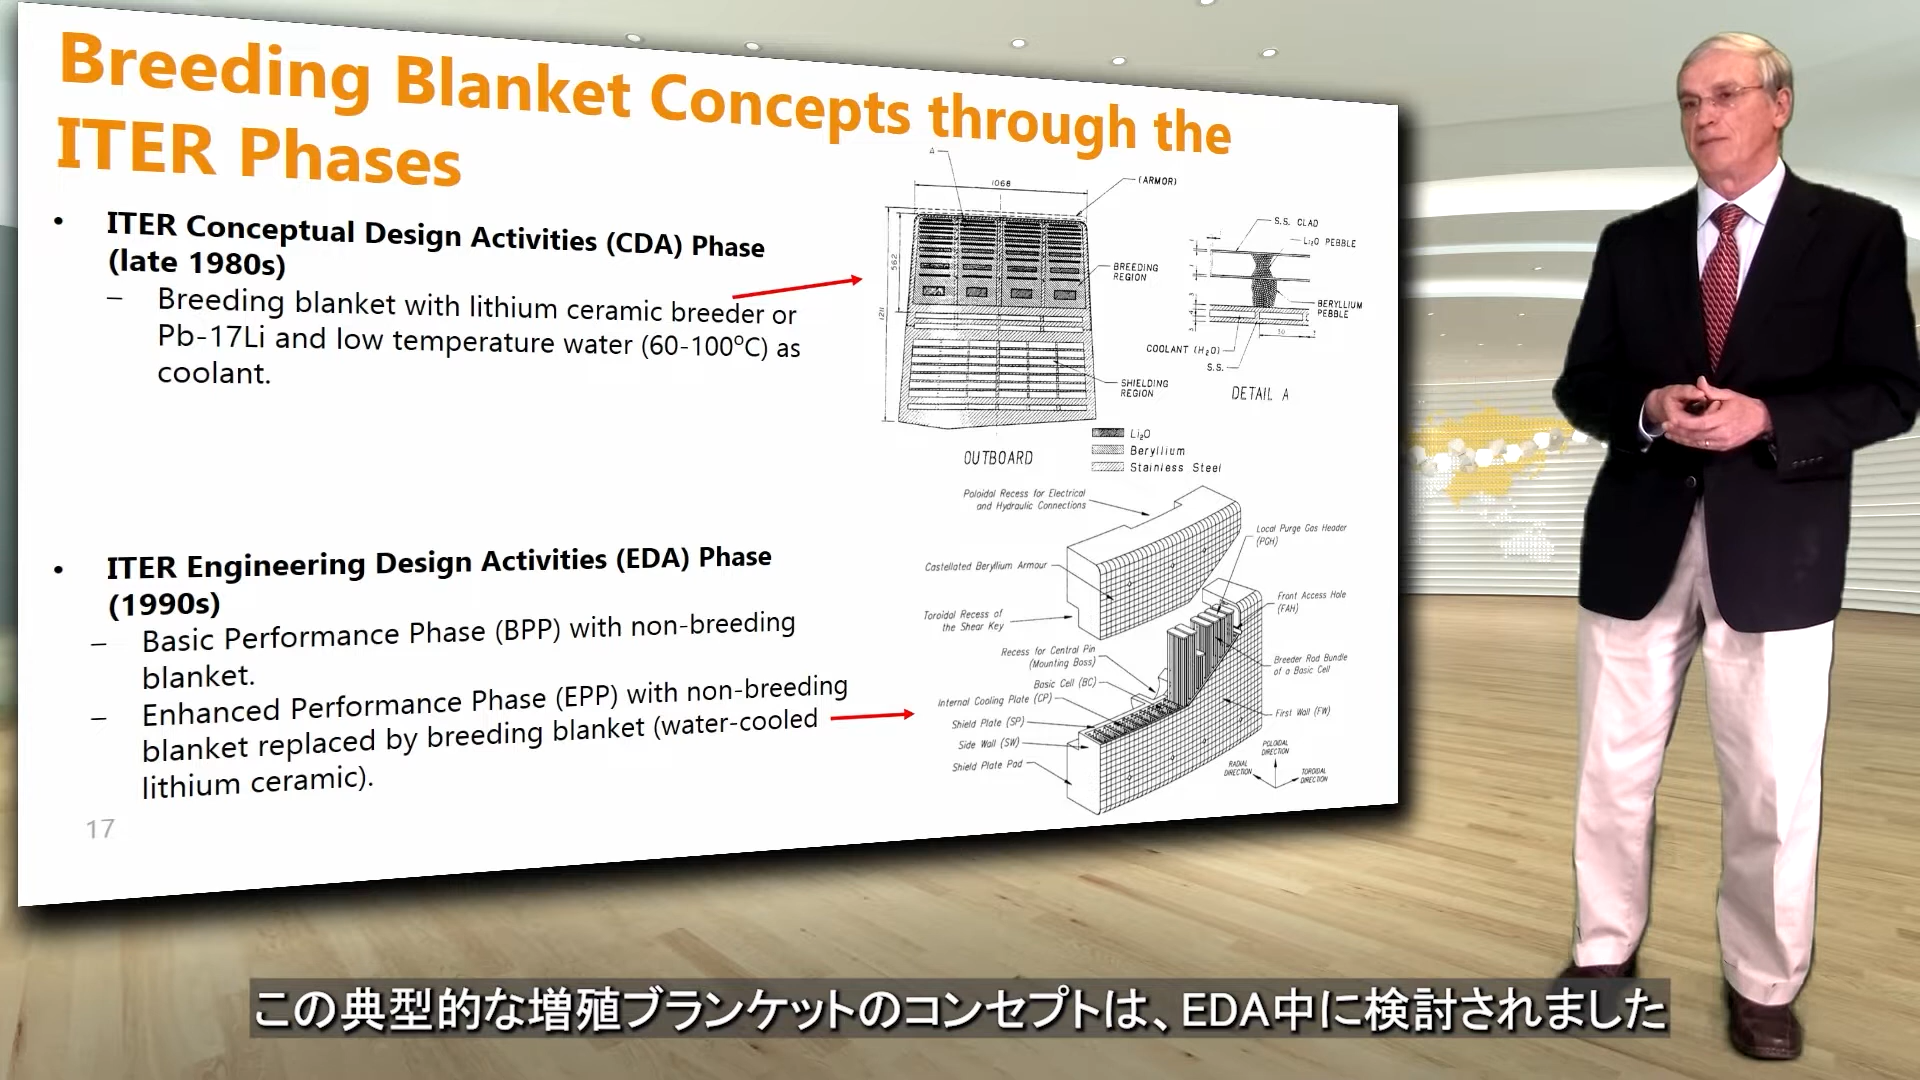 Breeding Blanket Concepts through the
ITER Phases
• ITER Conceptual Design Activities (CDA) Phase
(late 1980s)
– Breeding blanket with lithium ceramic breeder or
Pb-17Li and low temperature water (60-100°C) as
coolant.
• ITER Engineering Design Activities (EDA) Phase
(1990s)
– Basic Performance Phase (BPP) with non-breeding
blanket.
– Enhanced Performance Phase (EPP) with non-breeding
blanket replaced by breeding blanket (water-cooled
lithium ceramic).
17
A
1068
(ARMOR)
562
BREEDING
REGION
SHIELDING
REGION
OUTBOARD
S.S. CLAD
Li₂O PEBBLE
BERYLLIUM
PEBBLE
30
COOLANT (H₂O)
S.S.
DETAIL A
Li₂O
Beryllium
Stainless Steel
Poloidal Recess for Electrical
and Hydraulic Connections
Local Purge Gas Header
(PGH)
Castellated Beryllium Armour
Front Access Hole
(FAH)
Toroidal Recess of
the Shear Key
Recess for Central Pin
(Mounting Boss)
Breeder Rod Bundle
of a Basic Cell
Basic Cell (BC)
Internal Cooling Plate (CP)
First Wall (FW)
Shield Plate (SP)
Side Wall (SW)
Shield Plate Pad
POLOIDAL
DIRECTION
RADIAL
DIRECTION
TOROIDAL
DIRECTION
この典型的な増殖ブランケットのコンセプトは、EDA中に検討されました